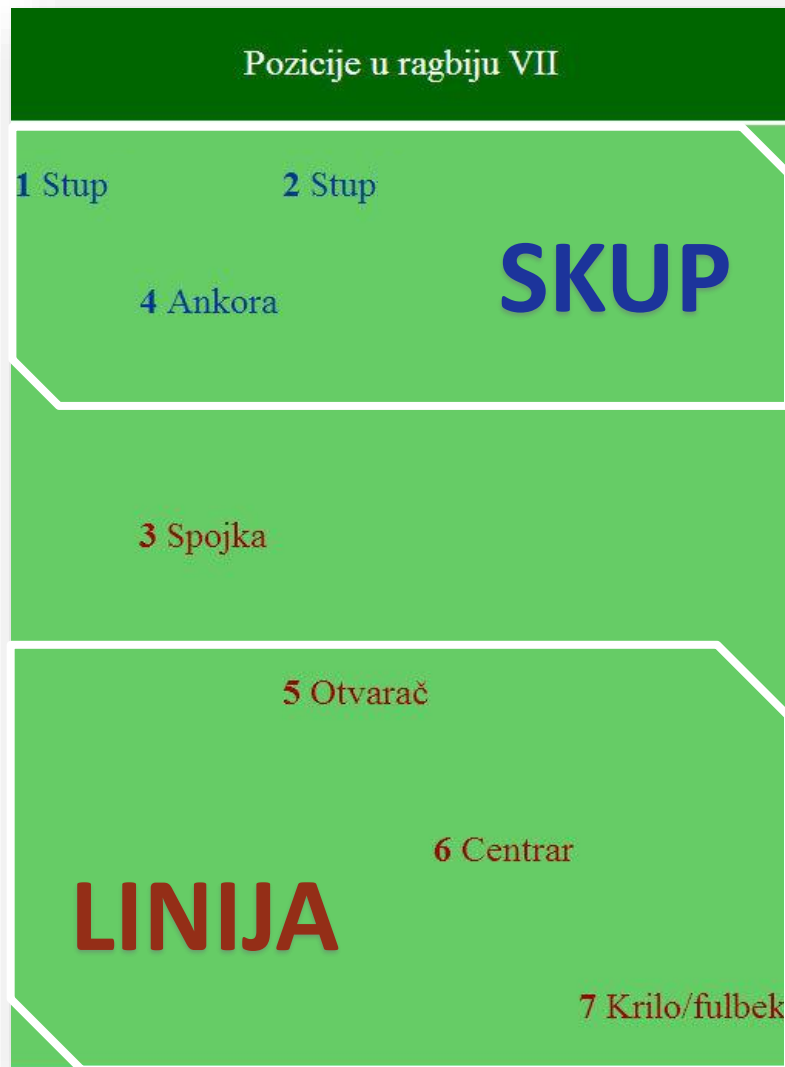 Pozicije u ragbiju VII
1 Stup 2 Stup
SKUP
4 Ankora
3 Spojka
5 Otvarač
6 Centrar
LINIJA
7 Krilo/fulbek